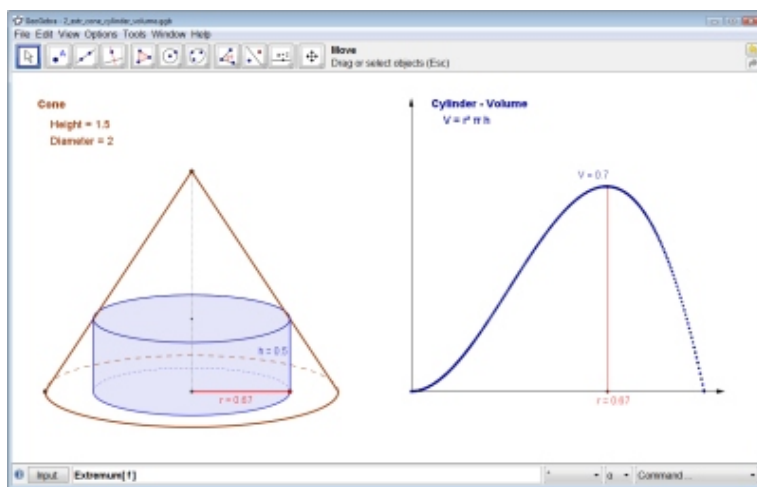 GeoGebra - 2_extr_cone_cylinder_volume.ggb
File Edit View Options Tools Window Help
Move
Drag or select objects (Esc)
Cone
Height = 1.5
Diameter = 2
Cylinder - Volume
V = r² π h
V = 0.7
h = 0.5
r = 0.67
r = 0.67
Input: Extremum[f]
α Command ...